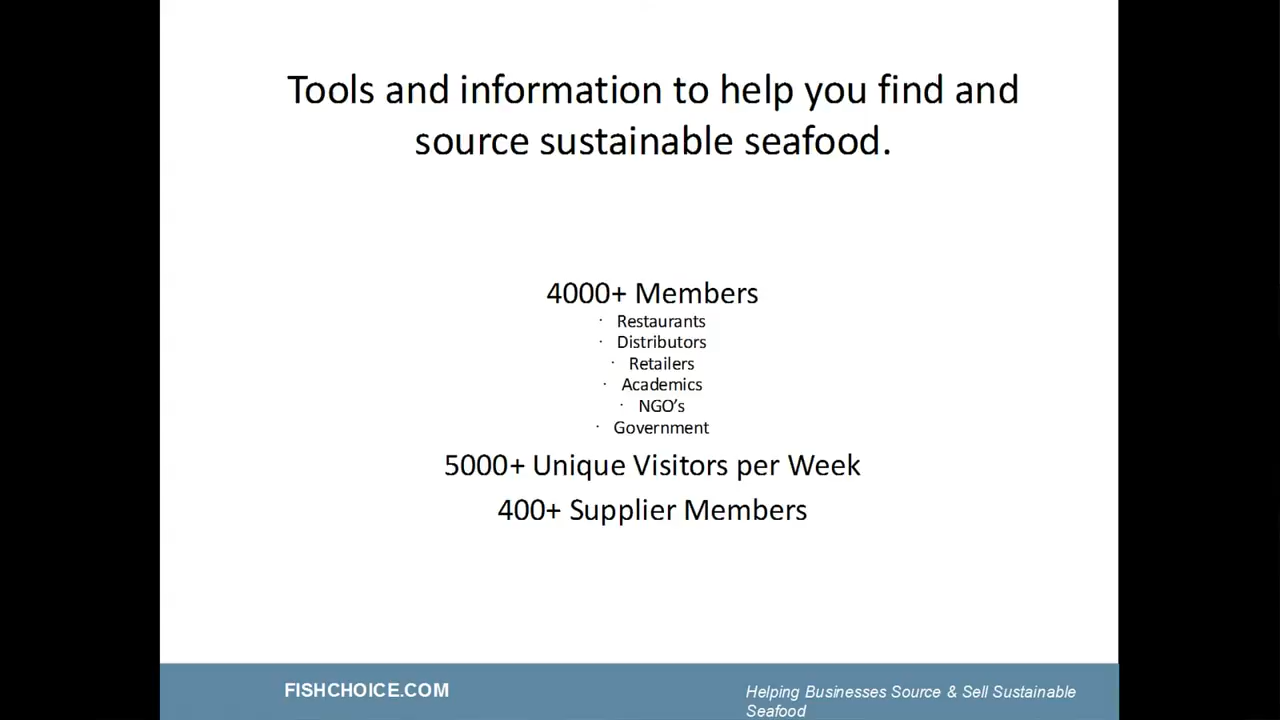 Tools and information to help you find and
source sustainable seafood.
4000+ Members
· Restaurants
· Distributors
· Retailers
· Academics
· NGO’s
· Government
5000+ Unique Visitors per Week
400+ Supplier Members
FISHCHOICE.COM
Helping Businesses Source & Sell Sustainable
Seafood